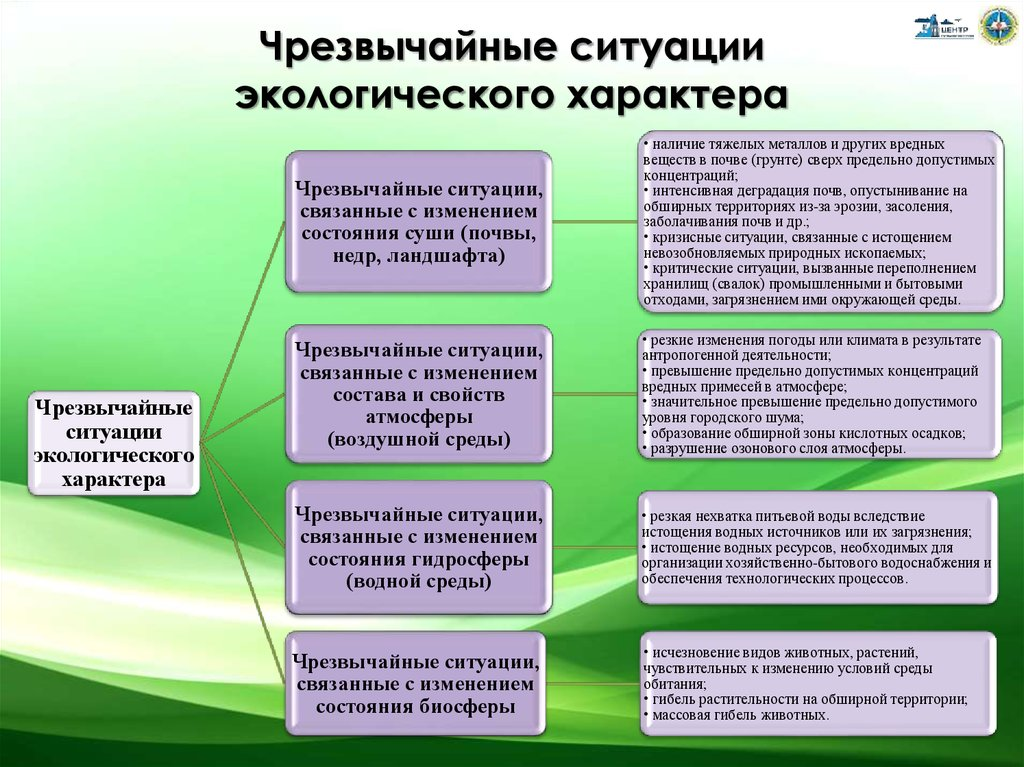 Чрезвычайные ситуации
экологического характера
ЦЕНТР
Чрезвычайные
ситуации
экологического
характера
Чрезвычайные ситуации,
связанные с изменением
состояния суши (почвы,
недр, ландшафта)
• наличие тяжелых металлов и других вредных
веществ в почве (грунте) сверх предельно допустимых
концентраций;
• интенсивная деградация почв, опустынивание на
обширных территориях из-за эрозии, засоления,
заболачивания почв и др.;
• кризисные ситуации, связанные с истощением
невозобновляемых природных ископаемых;
• критические ситуации, вызванные переполнением
хранилищ (свалок) промышленными и бытовыми
отходами, загрязнением ими окружающей среды.
Чрезвычайные ситуации,
связанные с изменением
состава и свойств
атмосферы
(воздушной среды)
• резкие изменения погоды или климата в результате
антропогенной деятельности;
• превышение предельно допустимых концентраций
вредных примесей в атмосфере;
• значительное превышение предельно допустимого
уровня городского шума;
• образование обширной зоны кислотных осадков;
• разрушение озонового слоя атмосферы.
Чрезвычайные ситуации,
связанные с изменением
состояния гидросферы
(водной среды)
• резкая нехватка питьевой воды вследствие
истощения водных источников или их загрязнения;
• истощение водных ресурсов, необходимых для
организации хозяйственно-бытового водоснабжения и
обеспечения технологических процессов.
Чрезвычайные ситуации,
связанные с изменением
состояния биосферы
• исчезновение видов животных, растений,
чувствительных к изменению условий среды
обитания;
• гибель растительности на обширной территории;
• массовая гибель животных.